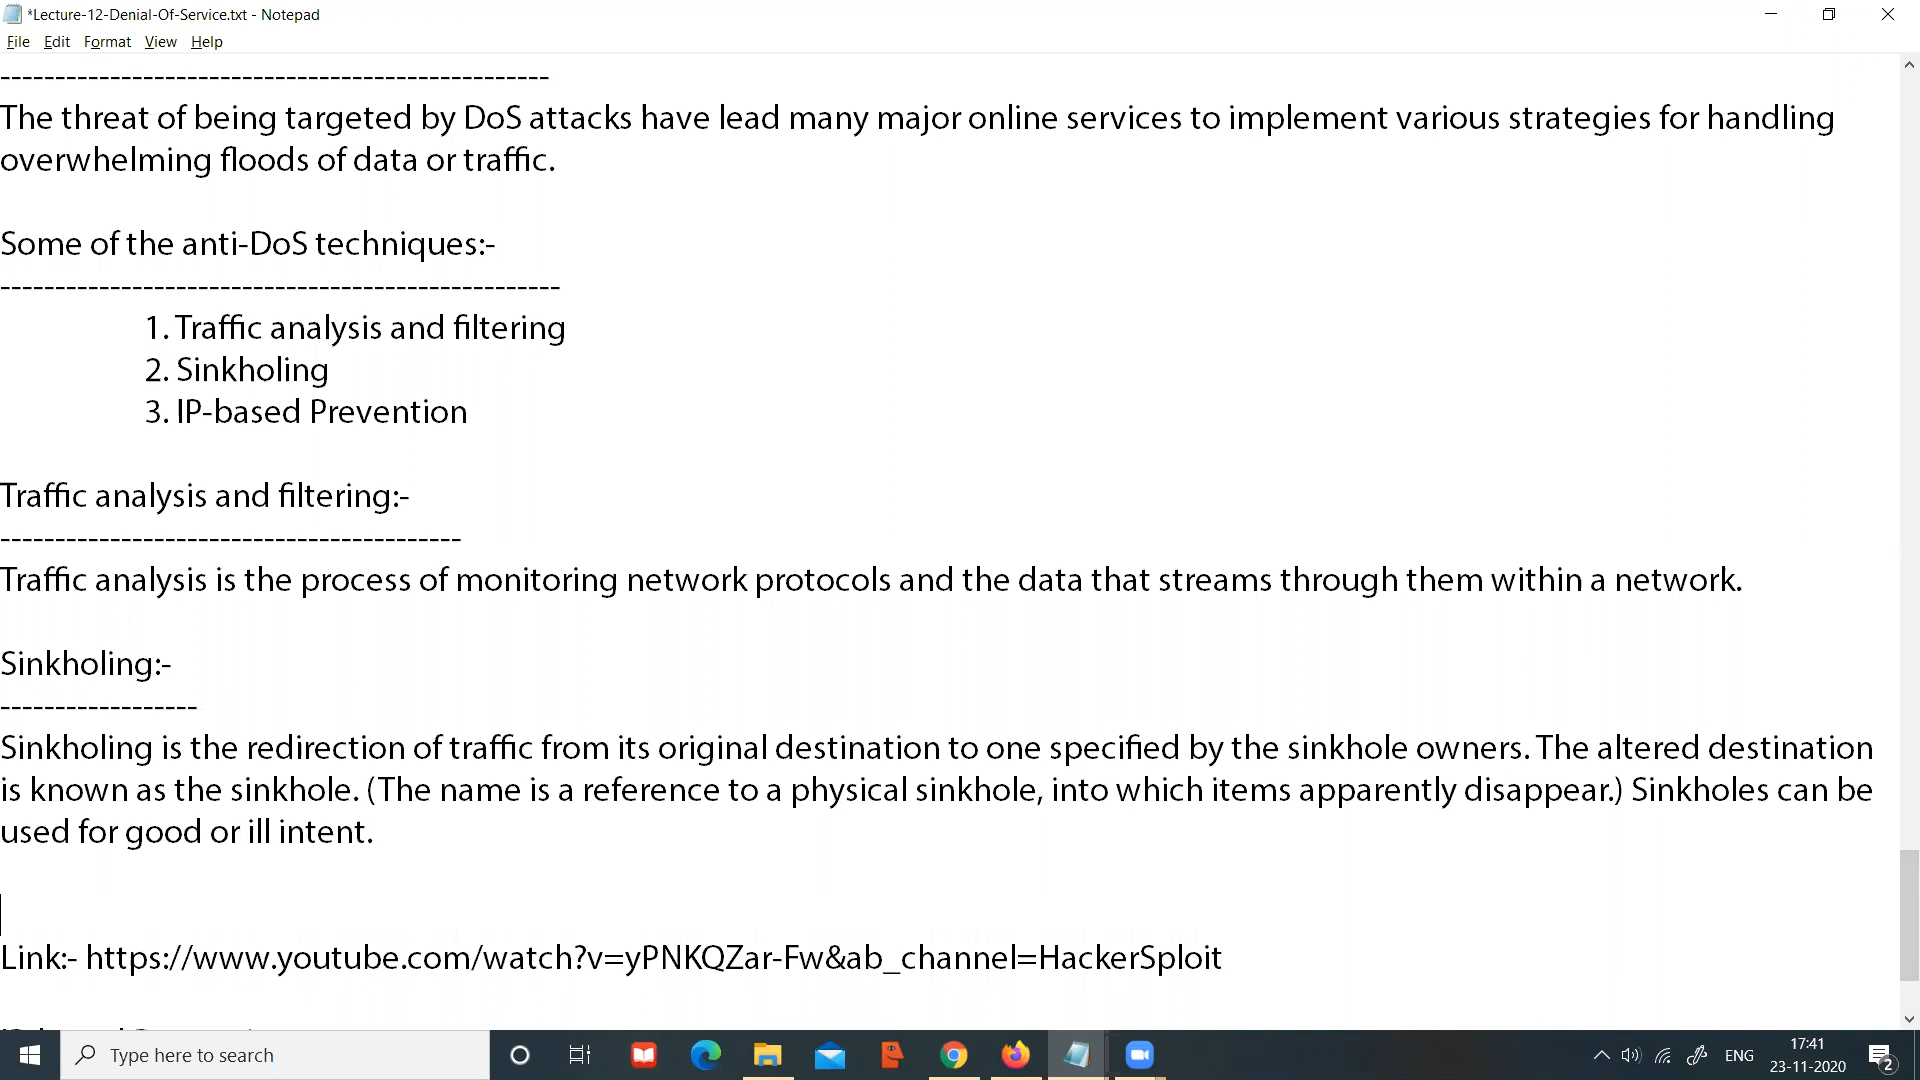 *Lecture-12-Denial-Of-Service.txt - Notepad
File Edit Format View Help
--------------------------------------------------
The threat of being targeted by DoS attacks have lead many major online services to implement various strategies for handling
overwhelming floods of data or traffic.
Some of the anti-DoS techniques:-
---------------------------------------------------
1. Traffic analysis and filtering
2. Sinkholing
3. IP-based Prevention
Traffic analysis and filtering:-
------------------------------------------
Traffic analysis is the process of monitoring network protocols and the data that streams through them within a network.
Sinkholing:-
------------------
Sinkholing is the redirection of traffic from its original destination to one specified by the sinkhole owners. The altered destination
is known as the sinkhole. (The name is a reference to a physical sinkhole, into which items apparently disappear.) Sinkholes can be
used for good or ill intent.
Link:- https://www.youtube.com/watch?v=yPNKQZar-Fw&ab_channel=HackerSploit
Type here to search
ENG
17:41
23-11-2020
2